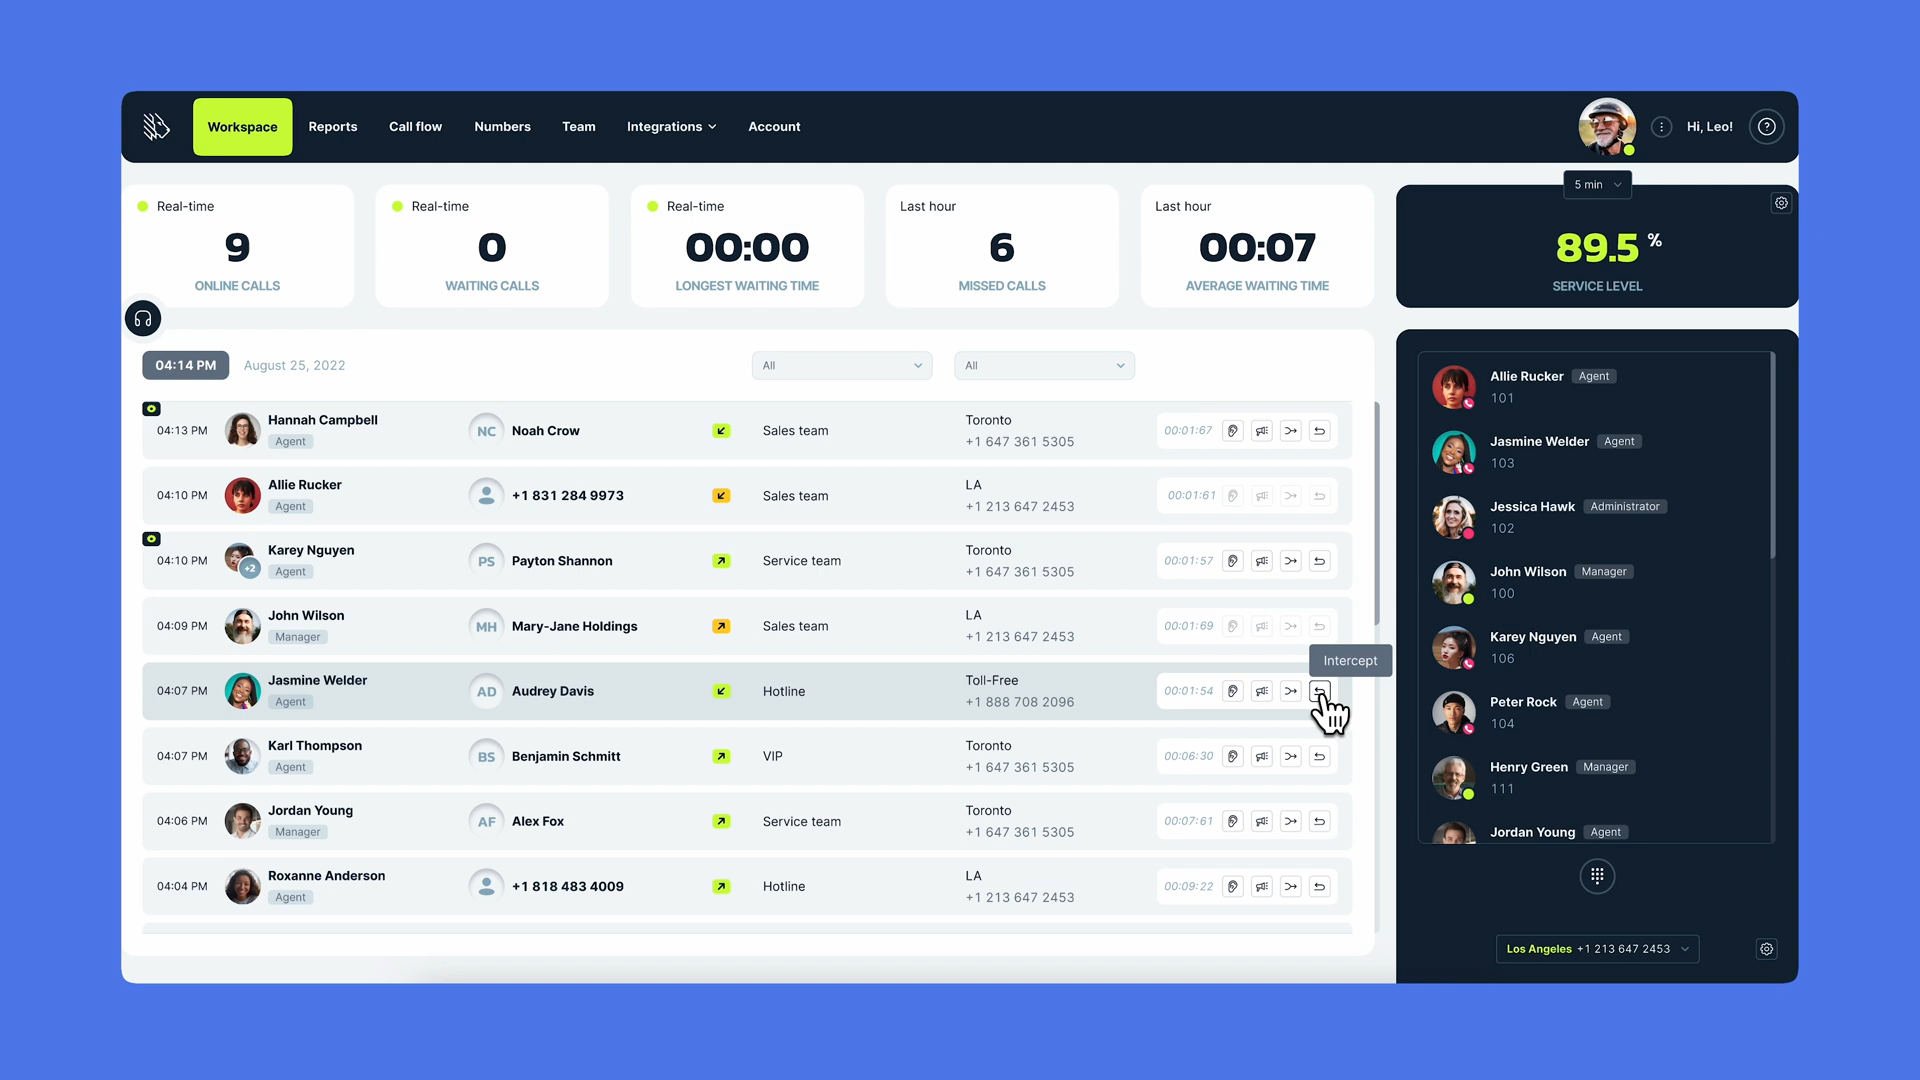 Workspace
Reports
Call flow
Numbers
Team
Integrations
Account
Hi, Leo!
?
Real-time
9
ONLINE CALLS
Real-time
0
WAITING CALLS
Real-time
00:00
LONGEST WAITING TIME
Last hour
6
MISSED CALLS
Last hour
00:07
AVERAGE WAITING TIME
5 min
89.5 %
SERVICE LEVEL
04:14 PM
August 25, 2022
All
All
04:13 PM
Hannah Campbell
Agent
NC
Noah Crow
Sales team
Toronto
+1 647 361 5305
00:01:67
04:10 PM
Allie Rucker
Agent
+1 831 284 9973
Sales team
LA
+1 213 647 2453
00:01:61
04:10 PM
+2
Karey Nguyen
Agent
PS
Payton Shannon
Service team
Toronto
+1 647 361 5305
00:01:57
04:09 PM
John Wilson
Manager
MH
Mary-Jane Holdings
Sales team
LA
+1 213 647 2453
00:01:69
Intercept
04:07 PM
Jasmine Welder
Agent
AD
Audrey Davis
Hotline
Toll-Free
+1 888 708 2096
00:01:54
04:07 PM
Karl Thompson
Agent
BS
Benjamin Schmitt
VIP
Toronto
+1 647 361 5305
00:06:30
04:06 PM
Jordan Young
Manager
AF
Alex Fox
Service team
Toronto
+1 647 361 5305
00:07:61
04:04 PM
Roxanne Anderson
Agent
+1 818 483 4009
Hotline
LA
+1 213 647 2453
00:09:22
Allie Rucker Agent
101
Jasmine Welder Agent
103
Jessica Hawk Administrator
102
John Wilson Manager
100
Karey Nguyen Agent
106
Peter Rock Agent
104
Henry Green Manager
111
Jordan Young Agent
Los Angeles +1 213 647 2453